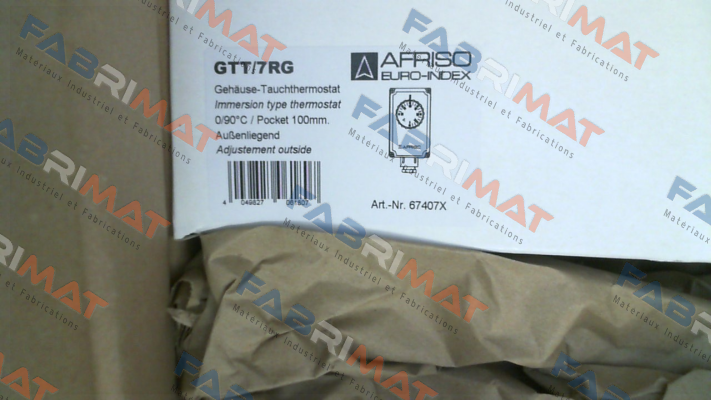 GTT/7RG
AFRISO
EURO-INDEX
Gehäuse-Tauchthermostat
Immersion type thermostat
0/90°C / Pocket 100mm.
Außenliegend
Adjustement outside
Art.-Nr. 67407X
FABRIMAT
Materiaux Industriel et Fabrications